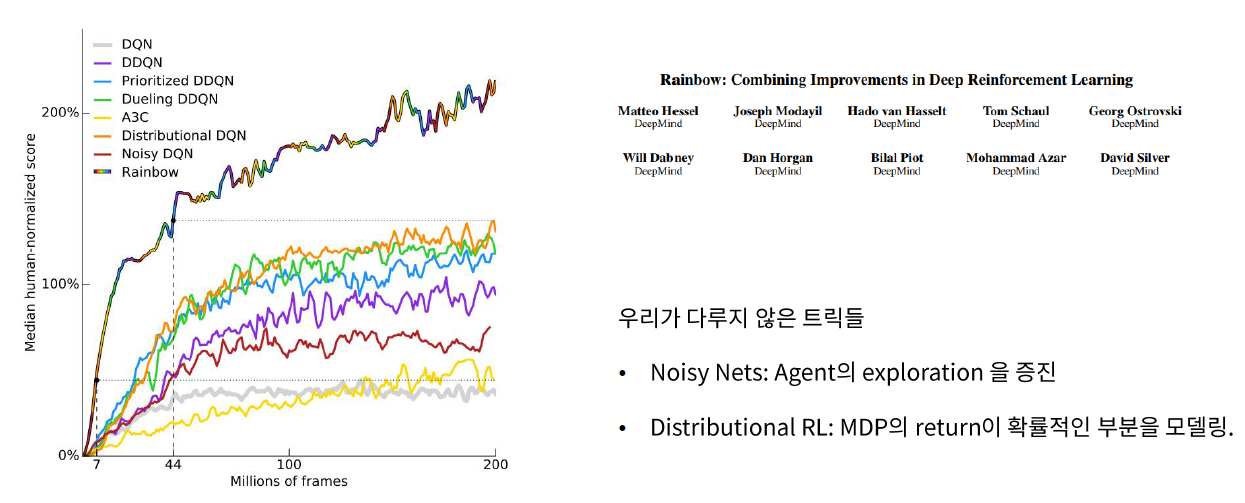 DQN
DDQN
Prioritized DDQN
Dueling DDQN
A3C
Distributional DQN
Noisy DQN
Rainbow
Median human-normalized score
200%
100%
0%
7
44
100
200
Millions of frames
Rainbow: Combining Improvements in Deep Reinforcement Learning
Matteo Hessel Joseph Modayil Hado van Hasselt Tom Schaul Georg Ostrovski
DeepMind DeepMind DeepMind DeepMind DeepMind
Will Dabney Dan Horgan Bilal Piot Mohammad Azar David Silver
DeepMind DeepMind DeepMind DeepMind DeepMind
우리가 다루지 않은 트릭들
• Noisy Nets: Agent의 exploration 을 증진
• Distributional RL: MDP의 return이 확률적인 부분을 모델링.